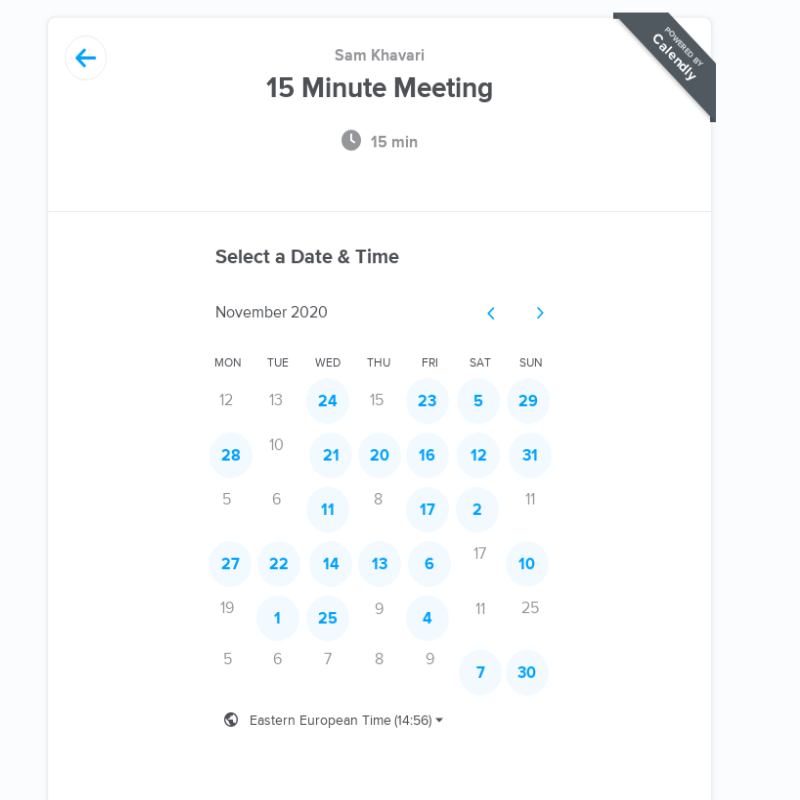 POWERED BY
Calendly
Sam Khavari
15 Minute Meeting
15 min
Select a Date & Time
November 2020
MON TUE WED THU FRI SAT SUN
12 13 24 15 23 5 29
28 10 21 20 16 12 31
5 6 11 8 17 2 11
27 22 14 13 6 17 10
19 1 25 9 4 11 25
5 6 7 8 9 7 30
Eastern European Time (14:56)